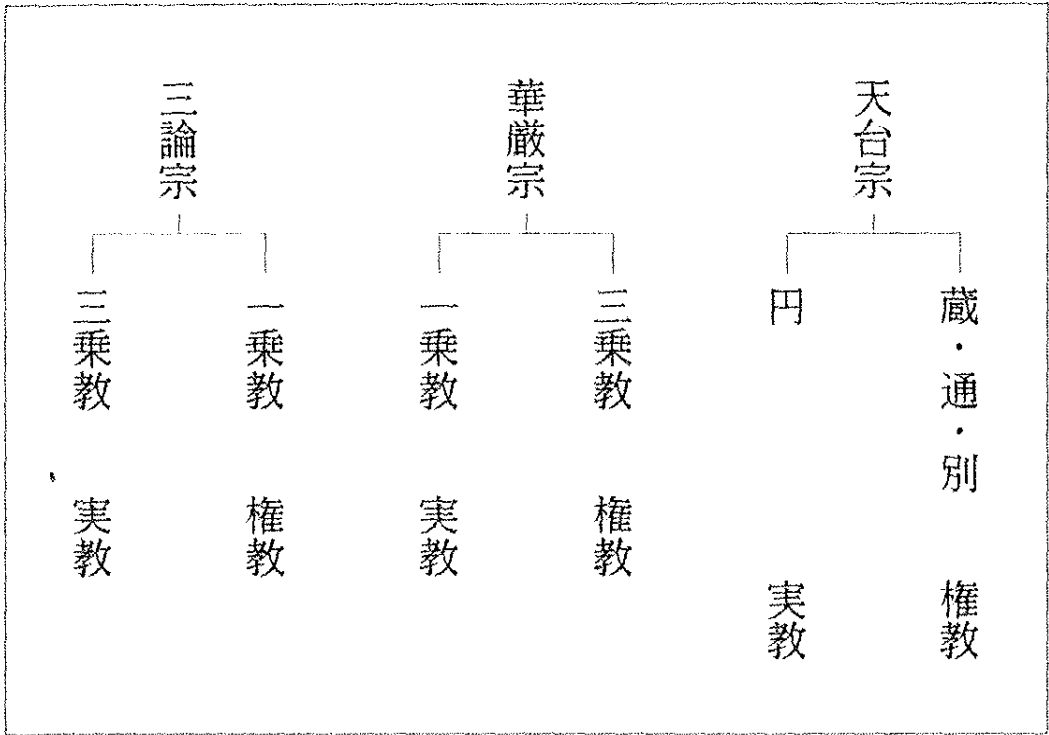 天台宗
蔵・通・別 権教
円 実教
華厳宗
三乗教 権教
一乗教 実教
三論宗
一乗教 権教
三乗教 実教